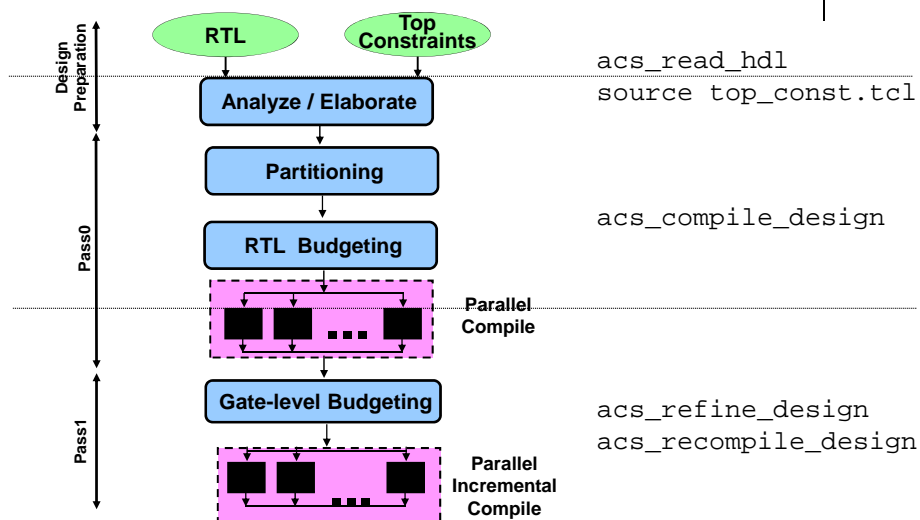 RTL
Top
Constraints
Design
Preparation
acs_read_hdl
source top_const.tcl
Analyze / Elaborate
Partitioning
Pass0
acs_compile_design
RTL Budgeting
Parallel
Compile
Gate-level Budgeting
Pass1
acs_refine_design
acs_recompile_design
Parallel
Incremental
Compile